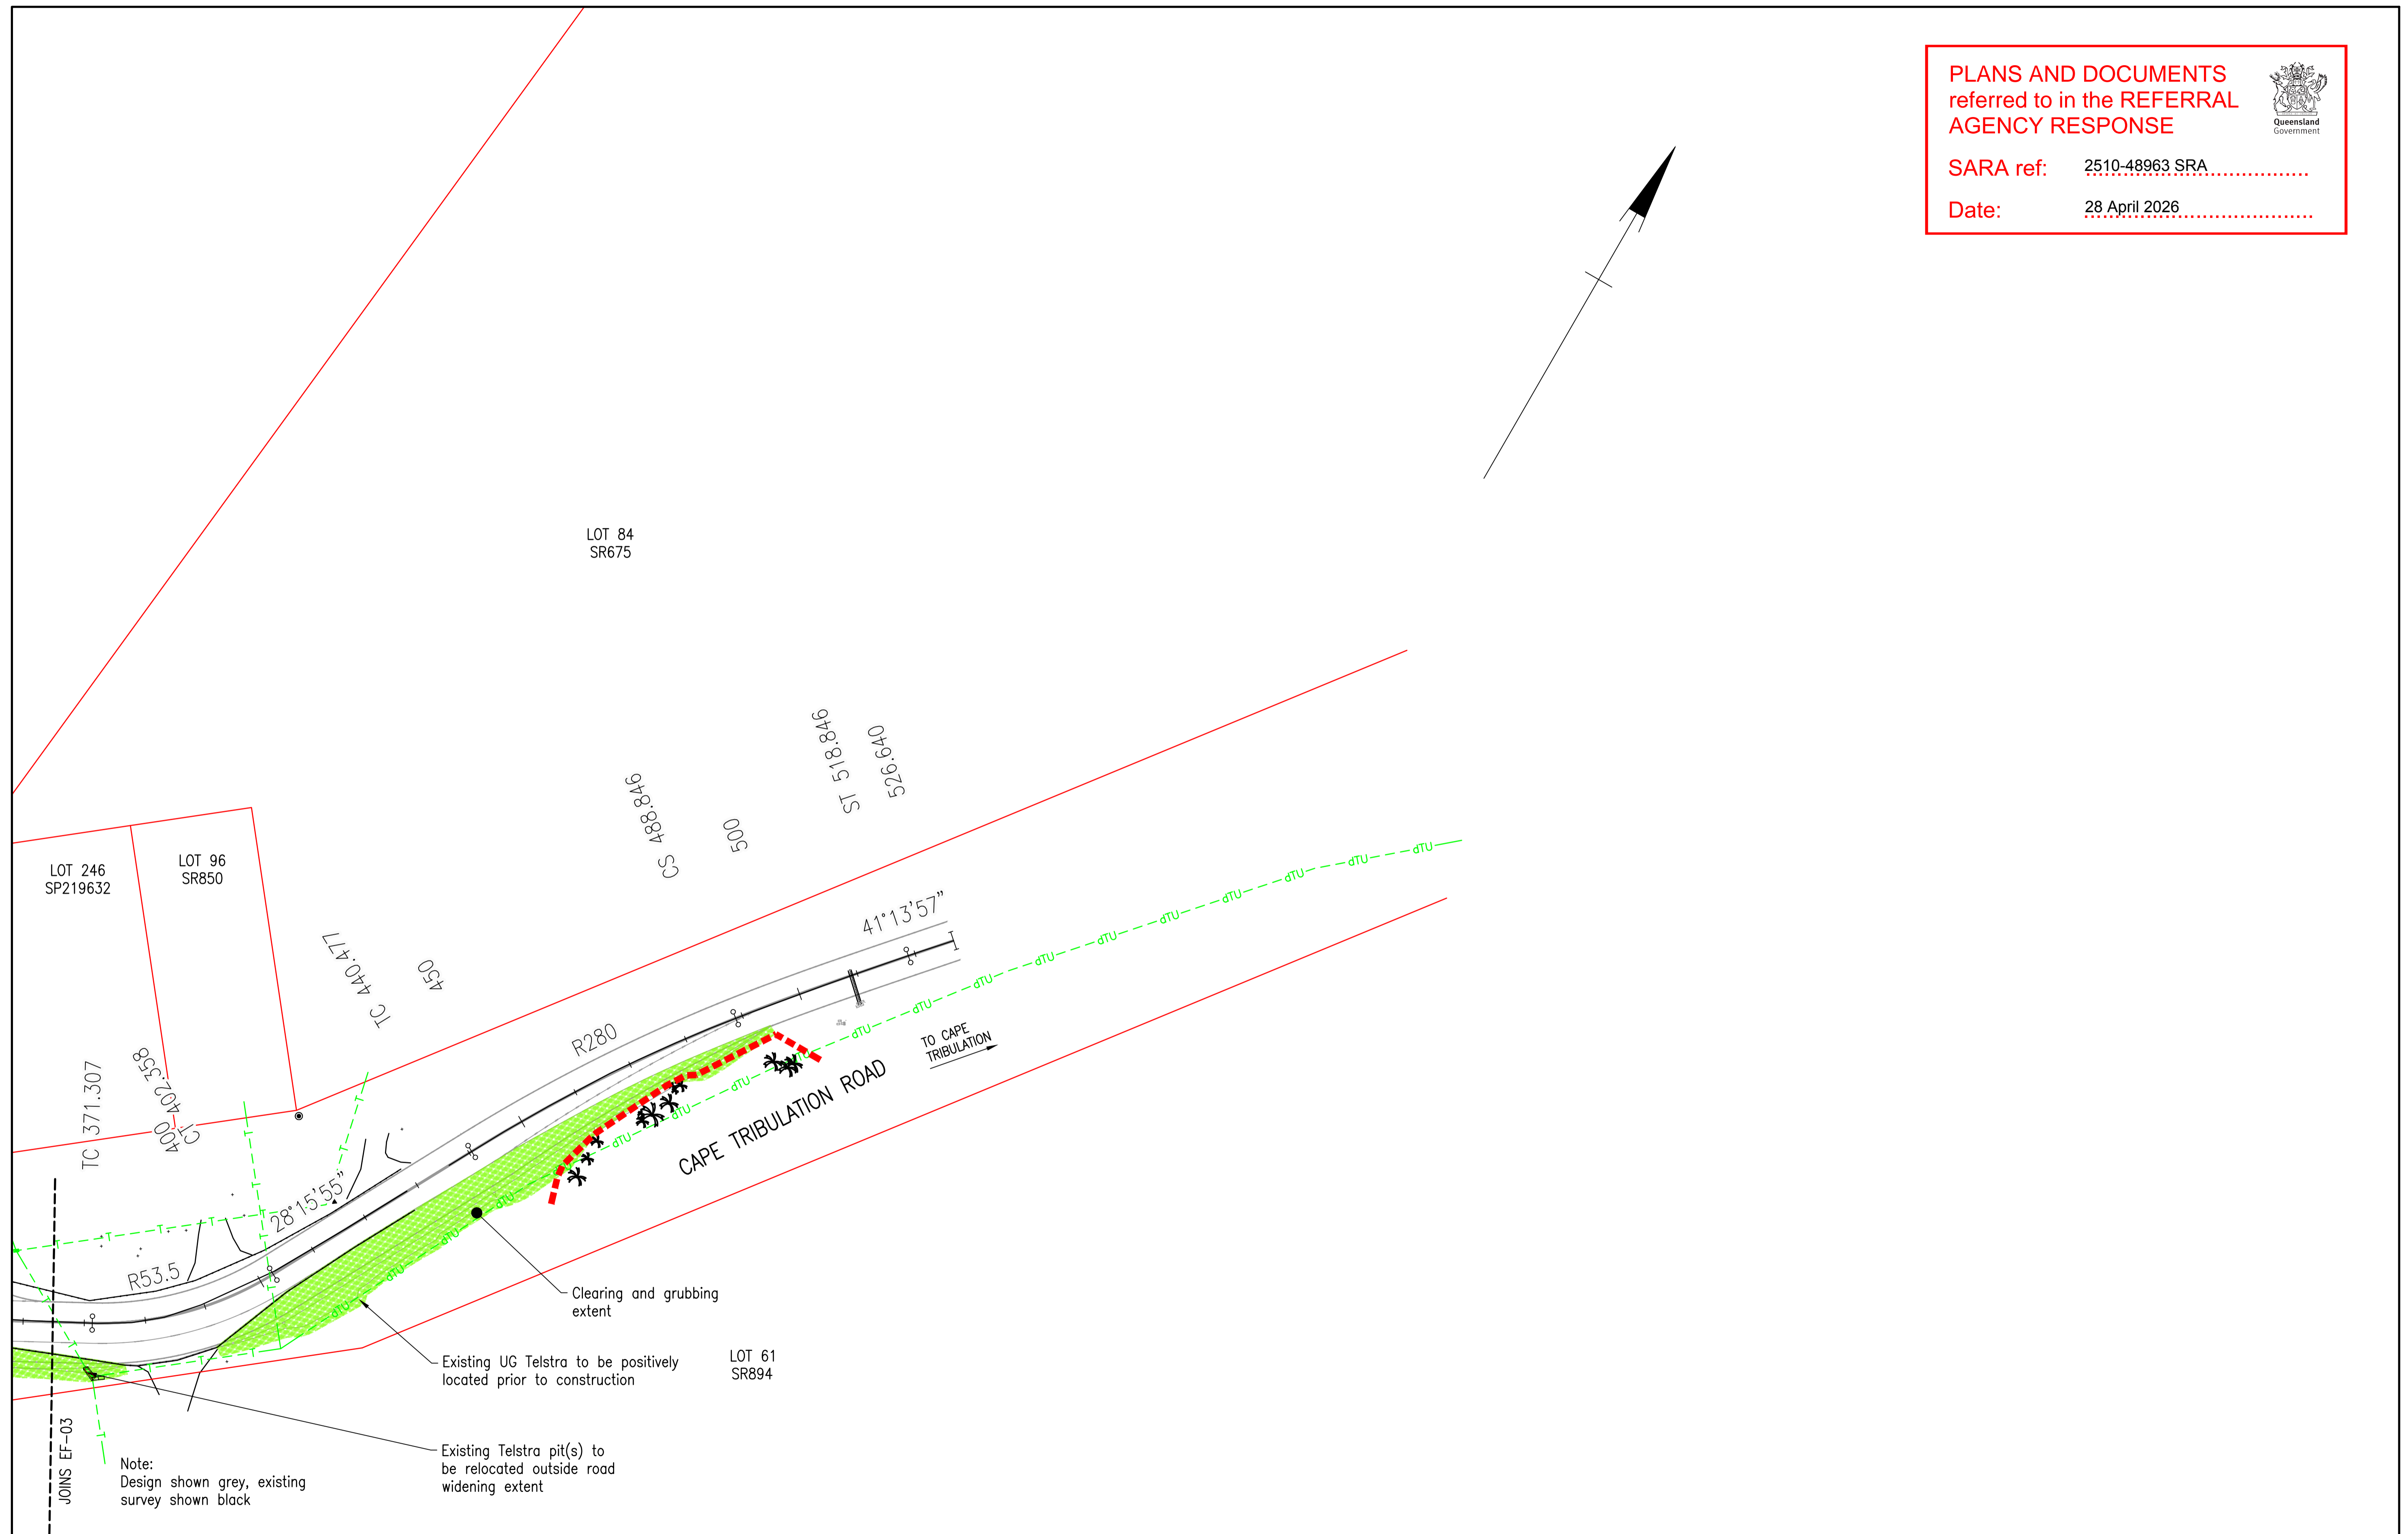 PLANS AND DOCUMENTS
referred to in the REFERRAL
AGENCY RESPONSE
Queensland
Government
SARA ref: 2510-48963 SRA
Date: 28 April 2026
LOT 84
SR675
LOT 246
SP219632
LOT 96
SR850
TC 371.307
400
CT 402.358
TC 440.477
450
CS 488.846
500
ST 518.846
526.640
R53.5
28°15'55"
R280
41°13'57"
TO CAPE
TRIBULATION
CAPE TRIBULATION ROAD
Clearing and grubbing
extent
Existing UG Telstra to be positively
located prior to construction
LOT 61
SR894
Existing Telstra pit(s) to
be relocated outside road
widening extent
JOINS EF-03
Note:
Design shown grey, existing
survey shown black